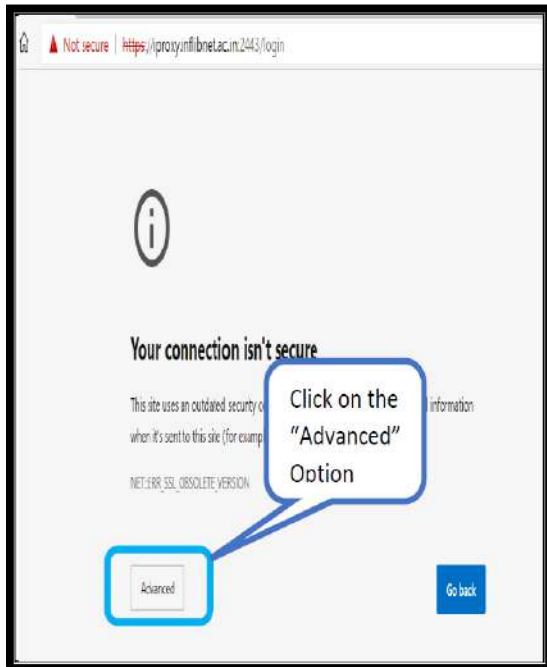 Not secure | https://iproxy.inflibnet.ac.in:2443/login
Your connection isn't secure
This site uses an outdated security information
when it's sent to this site (for examp
NET::ERR_SSL_OBSOLETE_VERSION
Click on the
"Advanced"
Option
Advanced
Go back